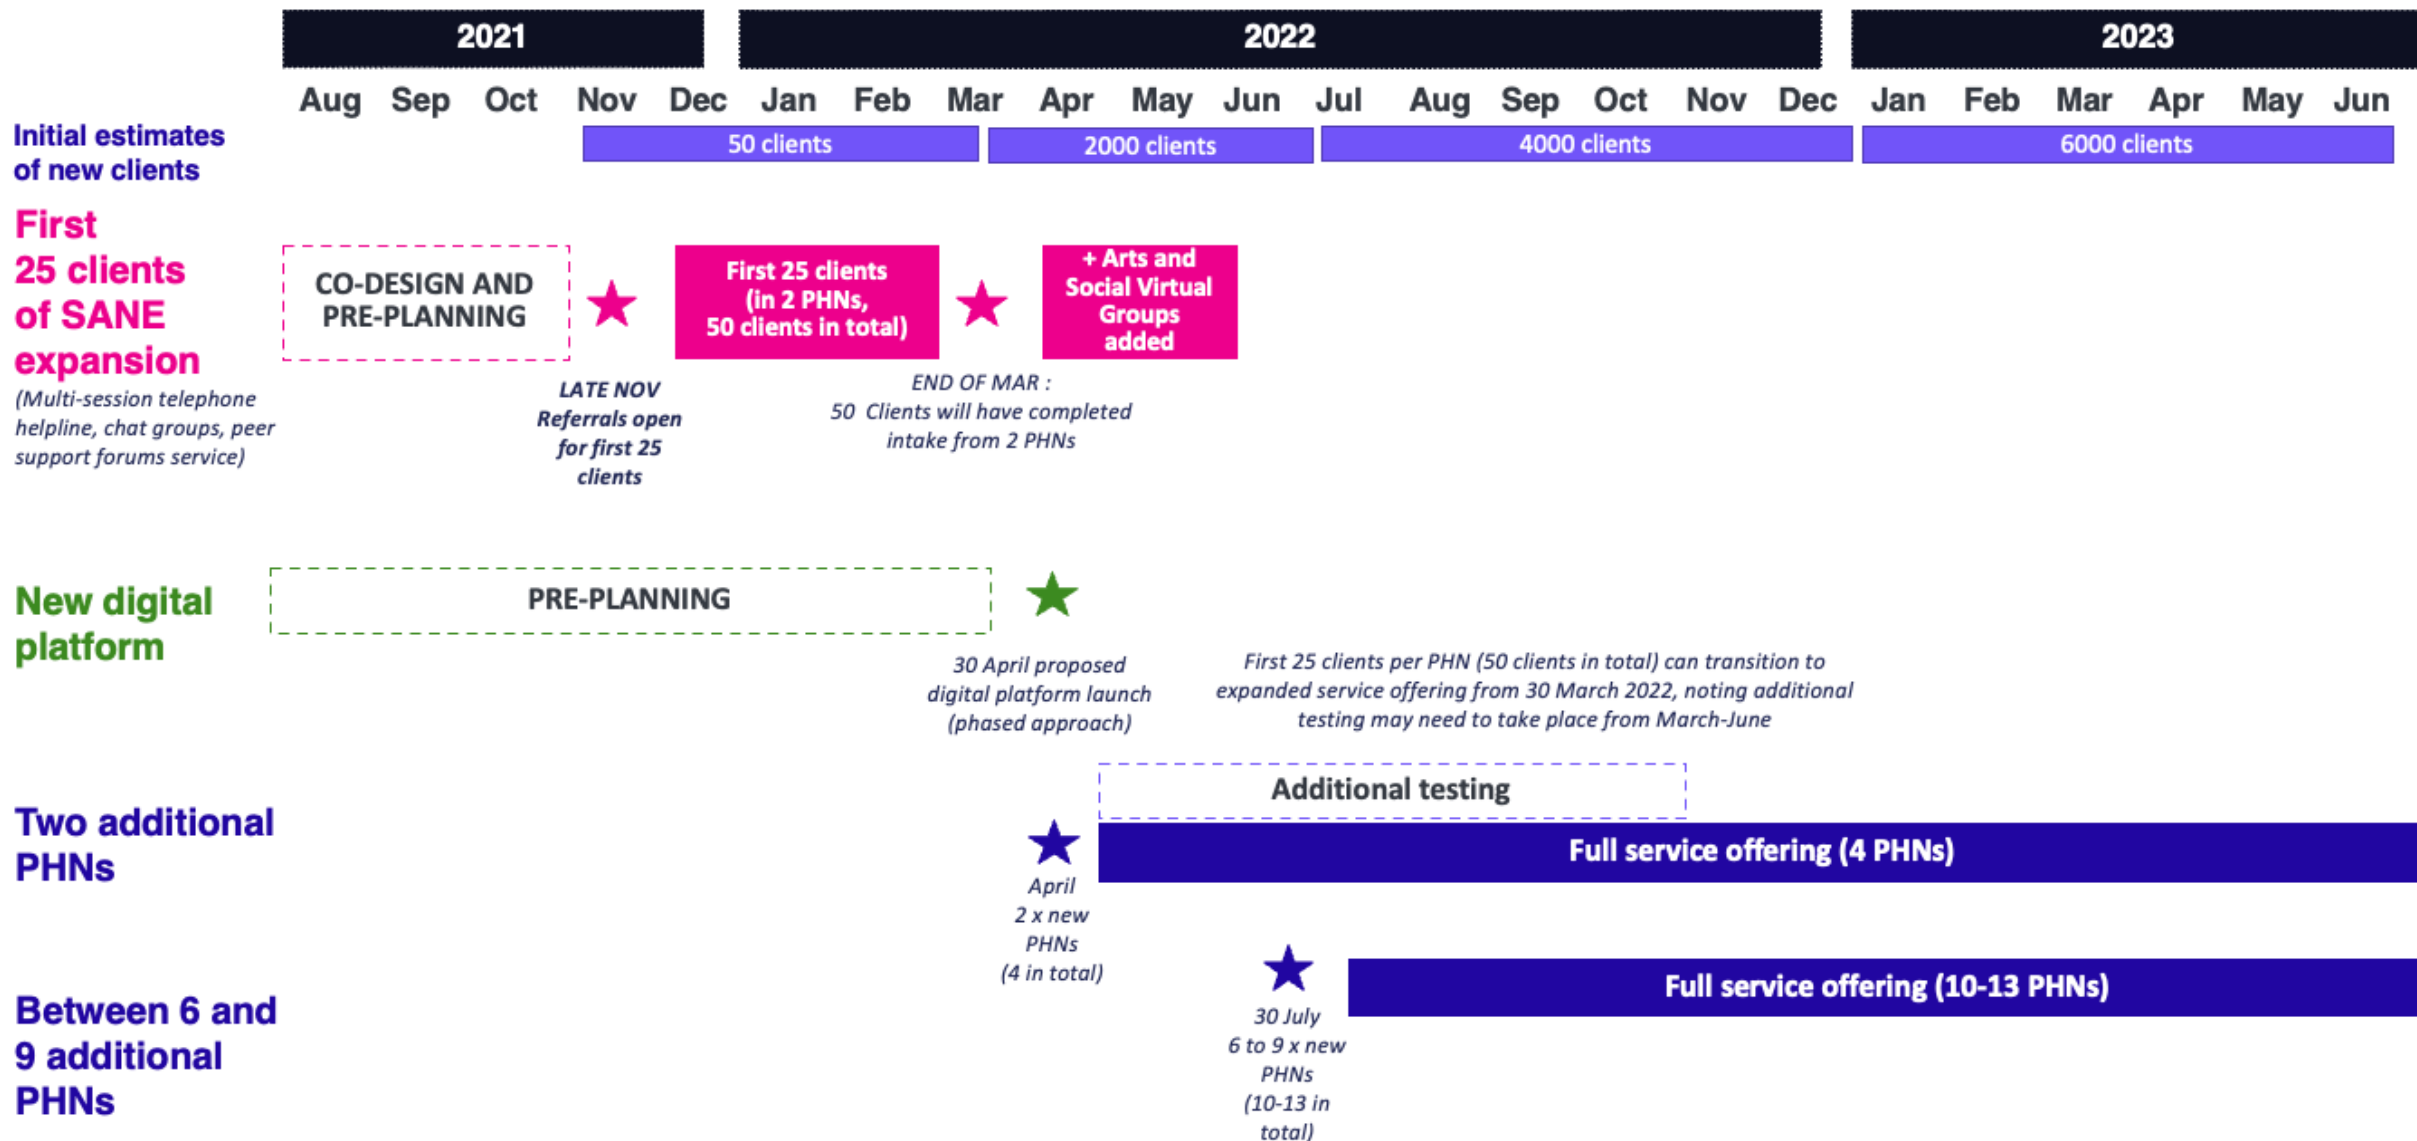 2021
2022
2023
Aug Sep Oct Nov Dec Jan Feb Mar Apr May Jun Jul Aug Sep Oct Nov Dec Jan Feb Mar Apr May Jun
Initial estimates
of new clients
50 clients
2000 clients
4000 clients
6000 clients
First
25 clients
of SANE
expansion
(Multi-session telephone
helpline, chat groups, peer
support forums service)
CO-DESIGN AND
PRE-PLANNING
LATE NOV
Referrals open
for first 25
clients
First 25 clients
(in 2 PHNs,
50 clients in total)
END OF MAR :
50 Clients will have completed
intake from 2 PHNs
+ Arts and
Social Virtual
Groups
added
New digital
platform
PRE-PLANNING
30 April proposed
digital platform launch
(phased approach)
First 25 clients per PHN (50 clients in total) can transition to
expanded service offering from 30 March 2022, noting additional
testing may need to take place from March-June
Two additional
PHNs
Additional testing
Full service offering (4 PHNs)
April
2 x new
PHNs
(4 in total)
Between 6 and
9 additional
PHNs
Full service offering (10-13 PHNs)
30 July
6 to 9 x new
PHNs
(10-13 in
total)